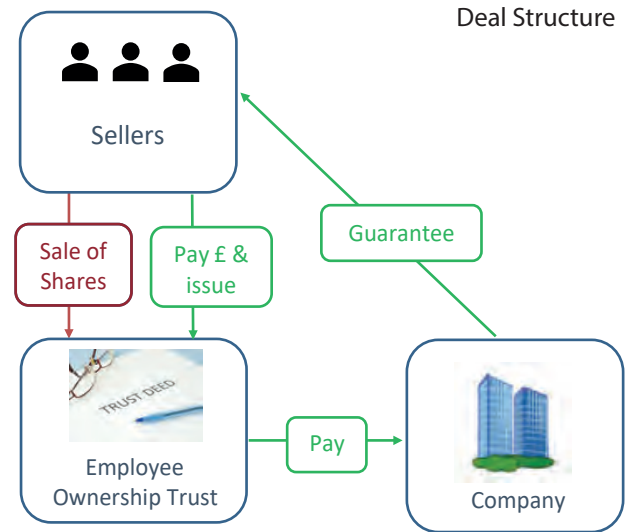 Deal Structure
Sellers
Sale of
Shares
Pay £ &
issue
Guarantee
TRUST DEED
Employee
Ownership Trust
Pay
Company